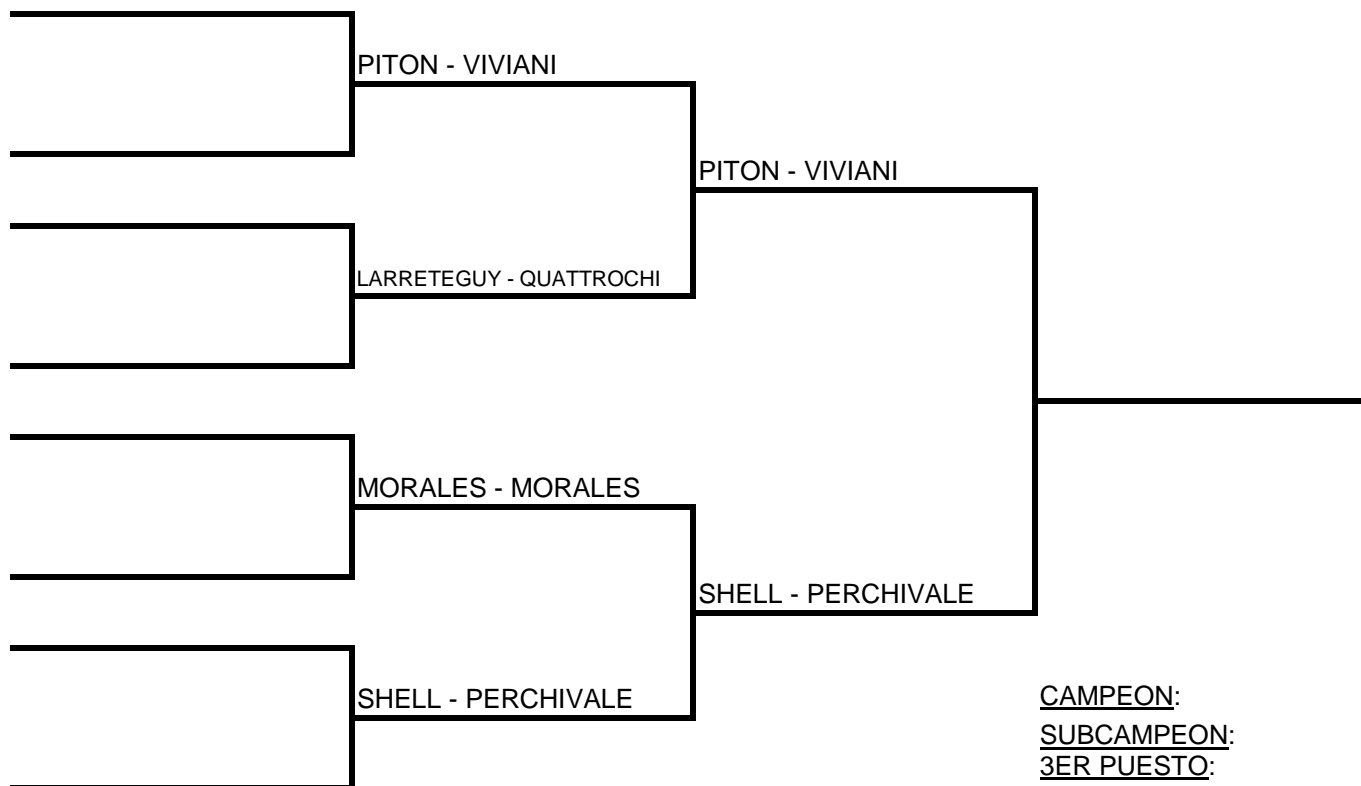 PITON - VIVIANI
PITON - VIVIANI
LARRETEGUY - QUATTROCHI
MORALES - MORALES
SHELL - PERCHIVALE
SHELL - PERCHIVALE
CAMPEON:
SUBCAMPEON:
3ER PUESTO: